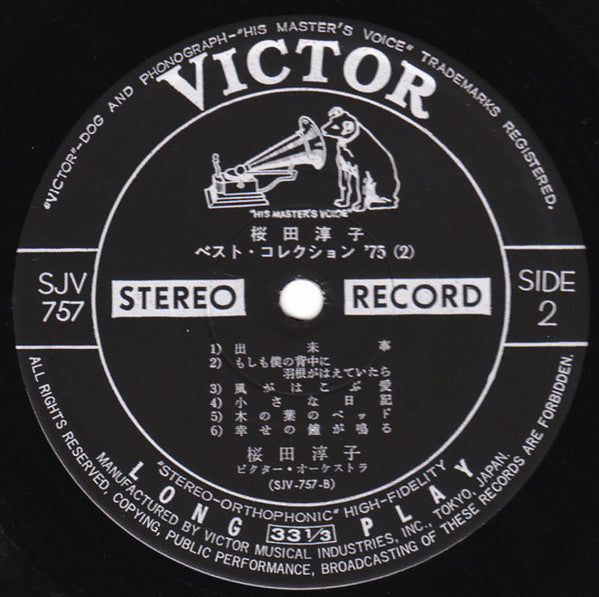 "VICTOR"—DOG AND PHONOGRAPH—"HIS MASTER'S VOICE" TRADEMARKS REGISTERED.
VICTOR
"HIS MASTER'S VOICE"
桜田淳子
ベスト・コレクション '75 (2)
SJV
757
STEREO
RECORD
SIDE
2
1) 出来事
2) もしも僕の背中に
羽根がはえていたら
3) 風がはこぶ愛
4) 小さな日記
5) 木の葉のベッド
6) 幸せの鐘が鳴る
桜田淳子
ビクター・オーケストラ
(SJV-757-B)
"STEREO-ORTHOPHONIC" HIGH-FIDELITY
LONG 33 1/3 PLAY
MANUFACTURED BY VICTOR MUSICAL INDUSTRIES, INC., TOKYO, JAPAN.
ALL RIGHTS RESERVED, COPYING, PUBLIC PERFORMANCE, BROADCASTING OF THESE RECORDS ARE FORBIDDEN.